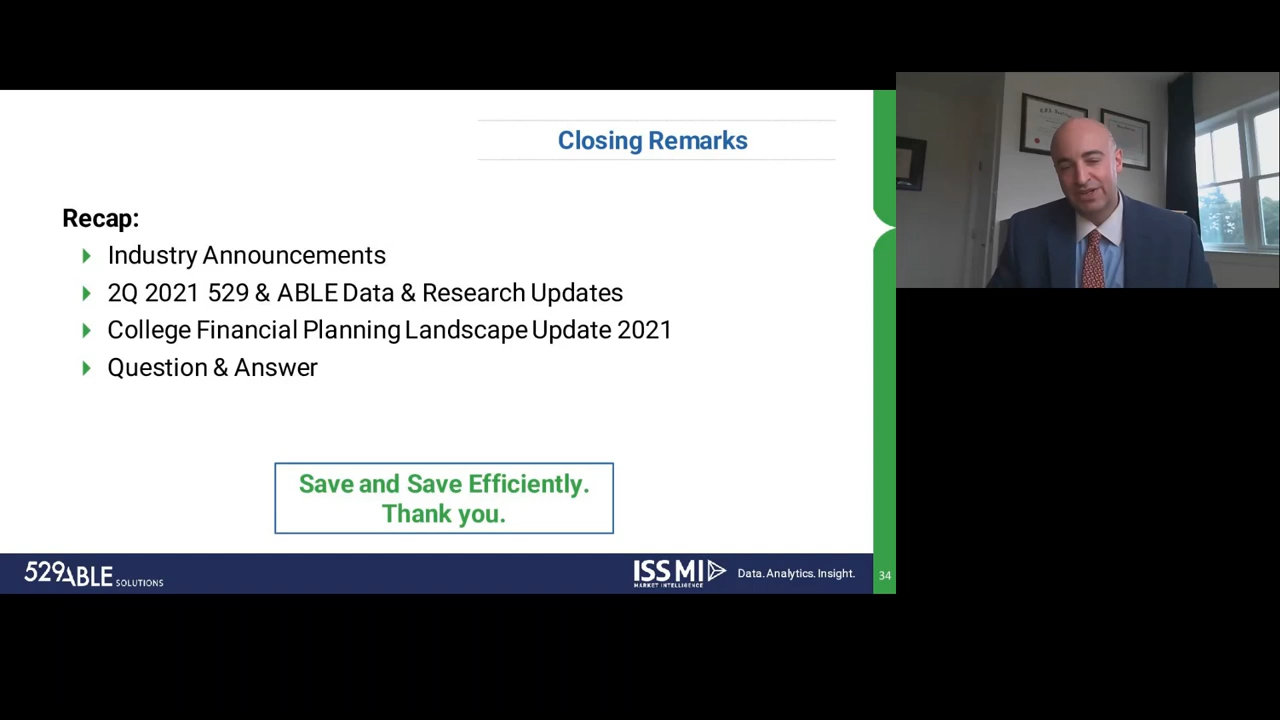 Closing Remarks
Recap:
Industry Announcements
2Q 2021 529 & ABLE Data & Research Updates
College Financial Planning Landscape Update 2021
Question & Answer
Save and Save Efficiently.
Thank you.
529ABLE SOLUTIONS
ISS MI
MARKET INTELLIGENCE
Data. Analytics. Insight.
34